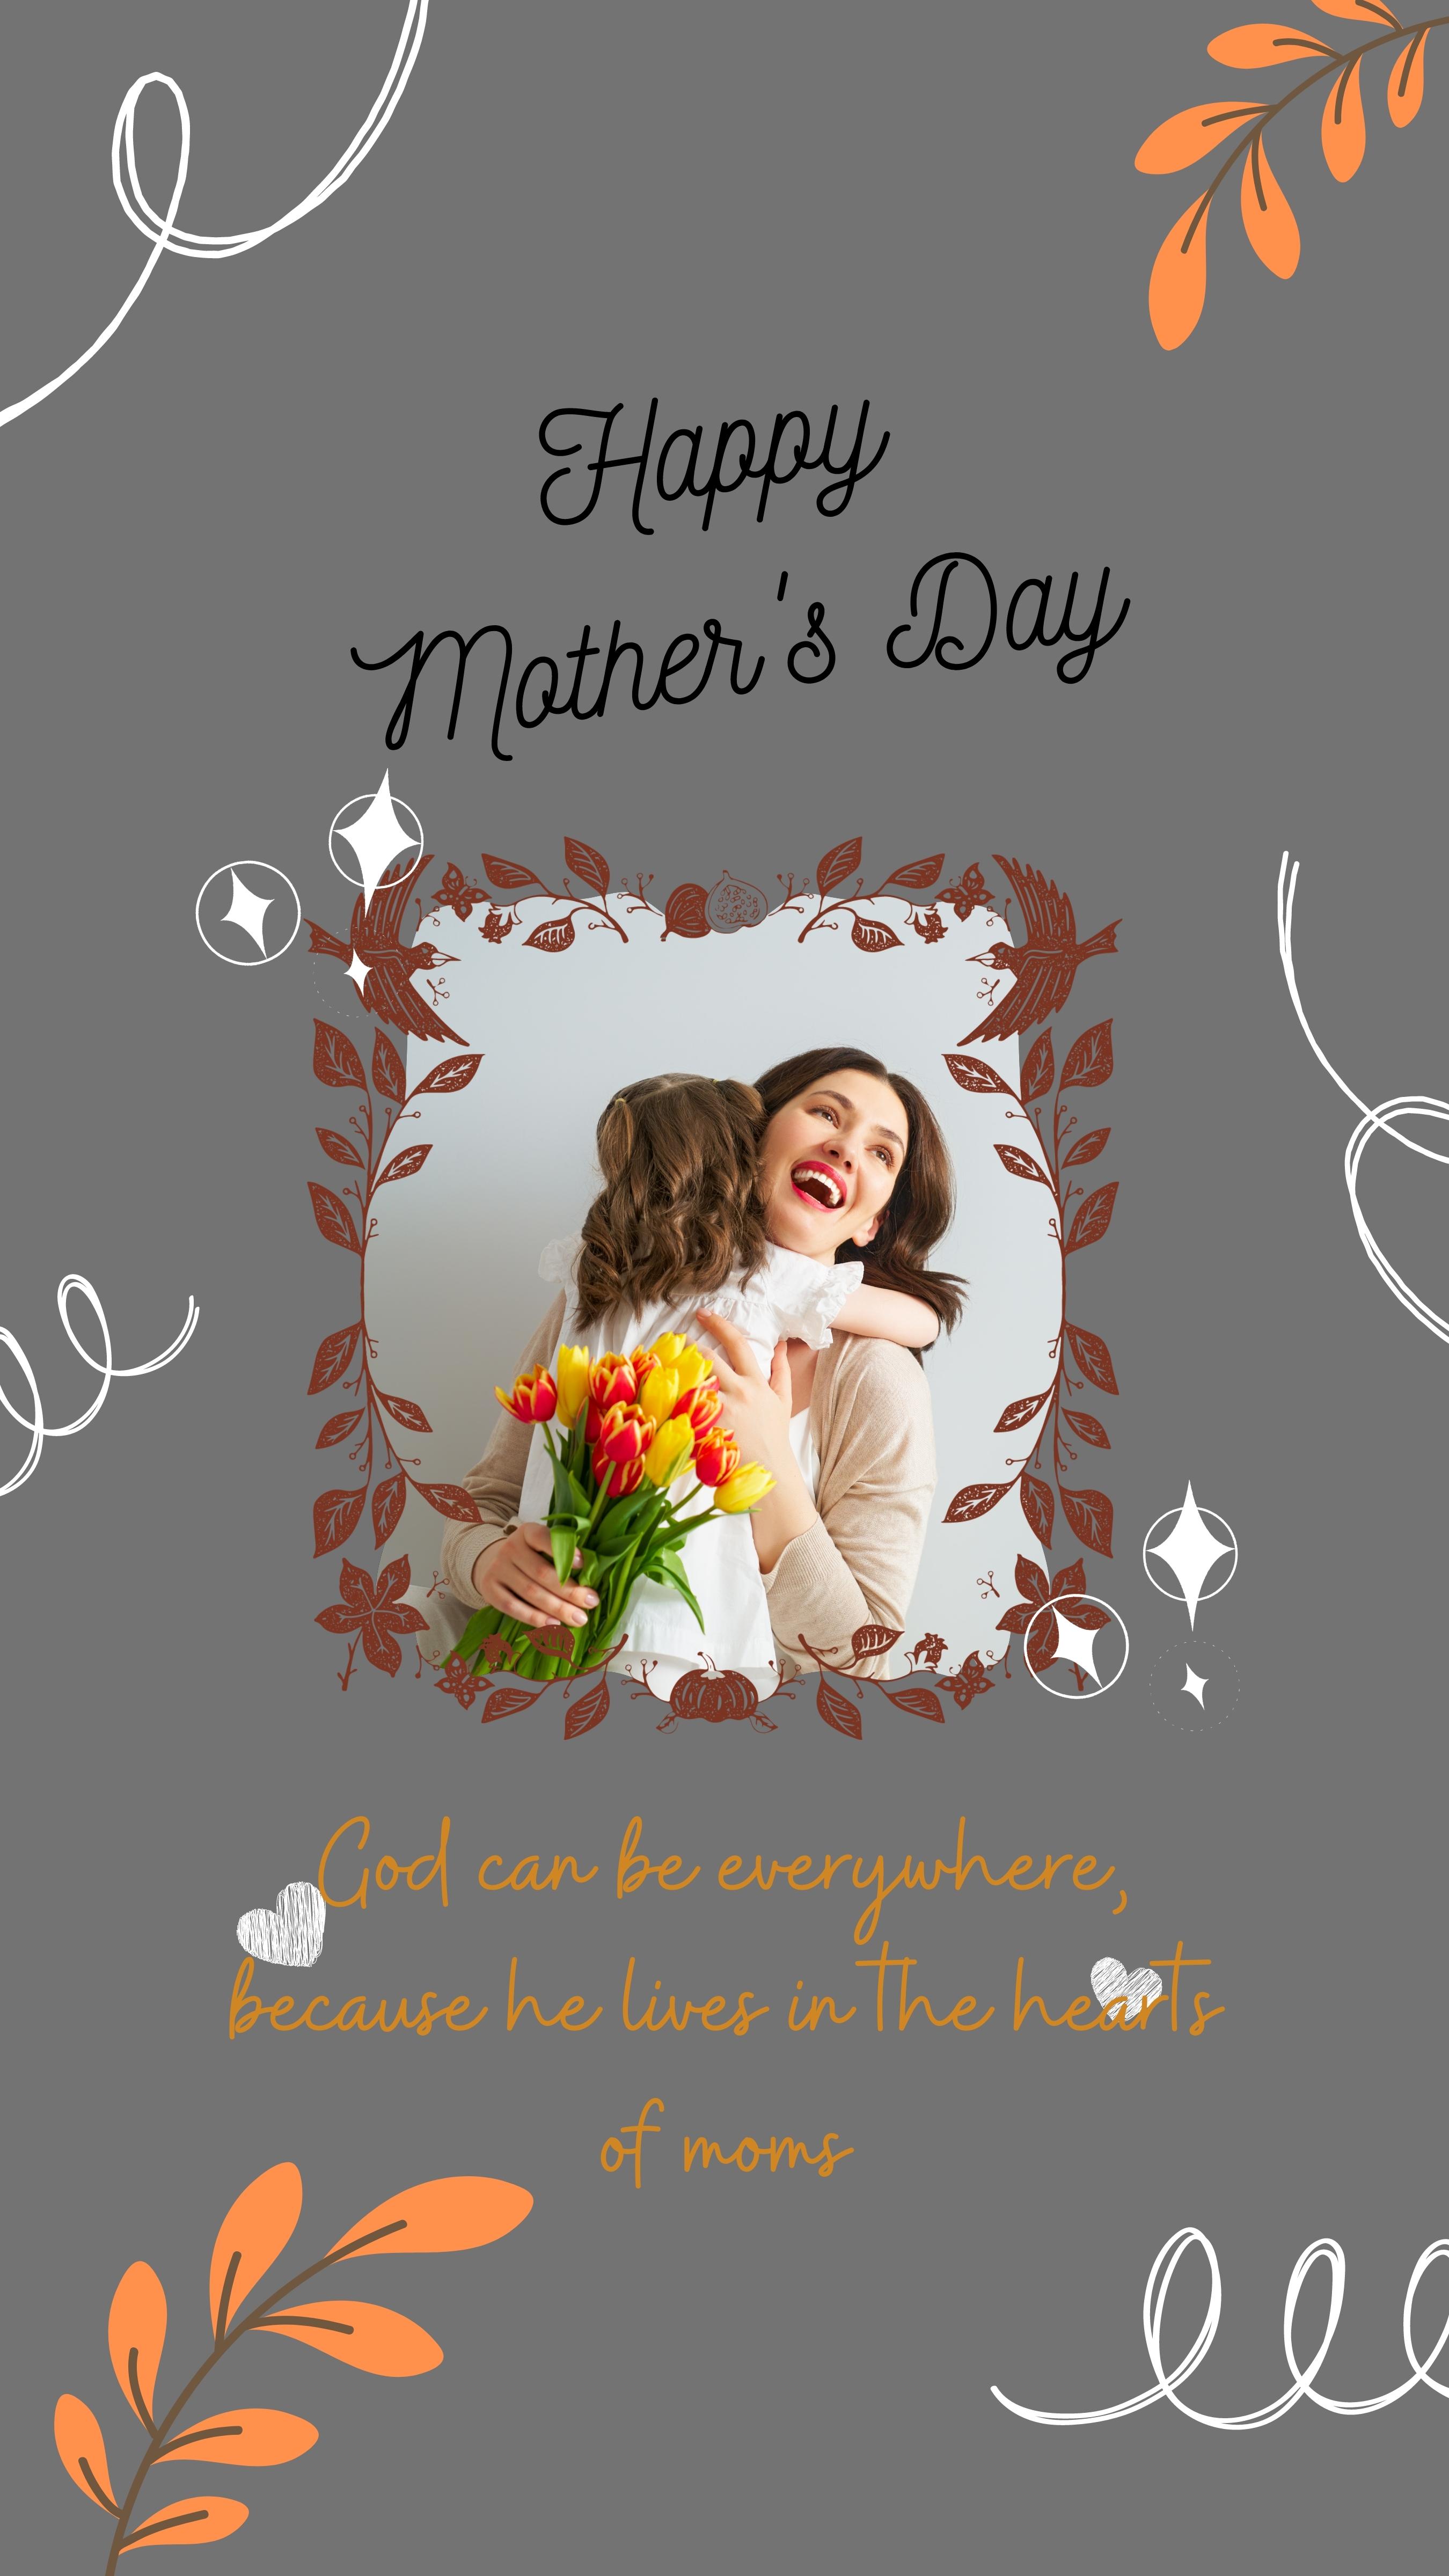 Happy
Mother's Day
God can be everywhere,
because he lives in the hearts
of moms